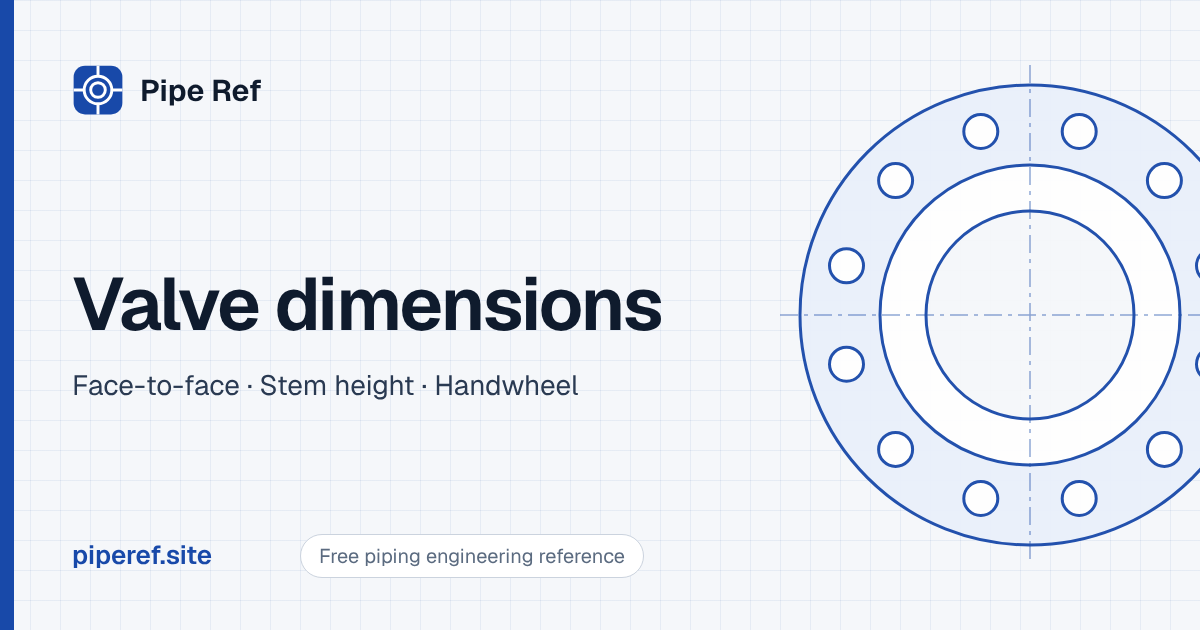 Pipe Ref
Valve dimensions
Face-to-face · Stem height · Handwheel
piperef.site
Free piping engineering reference